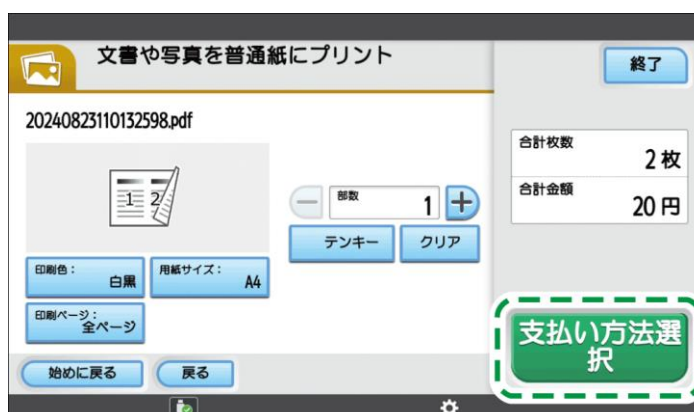 文書や写真を普通紙にプリント
終了
20240823110132598.pdf
1 2
部数
1
テンキー
クリア
印刷色：
白黒
用紙サイズ：
A4
印刷ページ：
全ページ
合計枚数
2 枚
合計金額
20 円
支払い方法選
択
始めに戻る
戻る